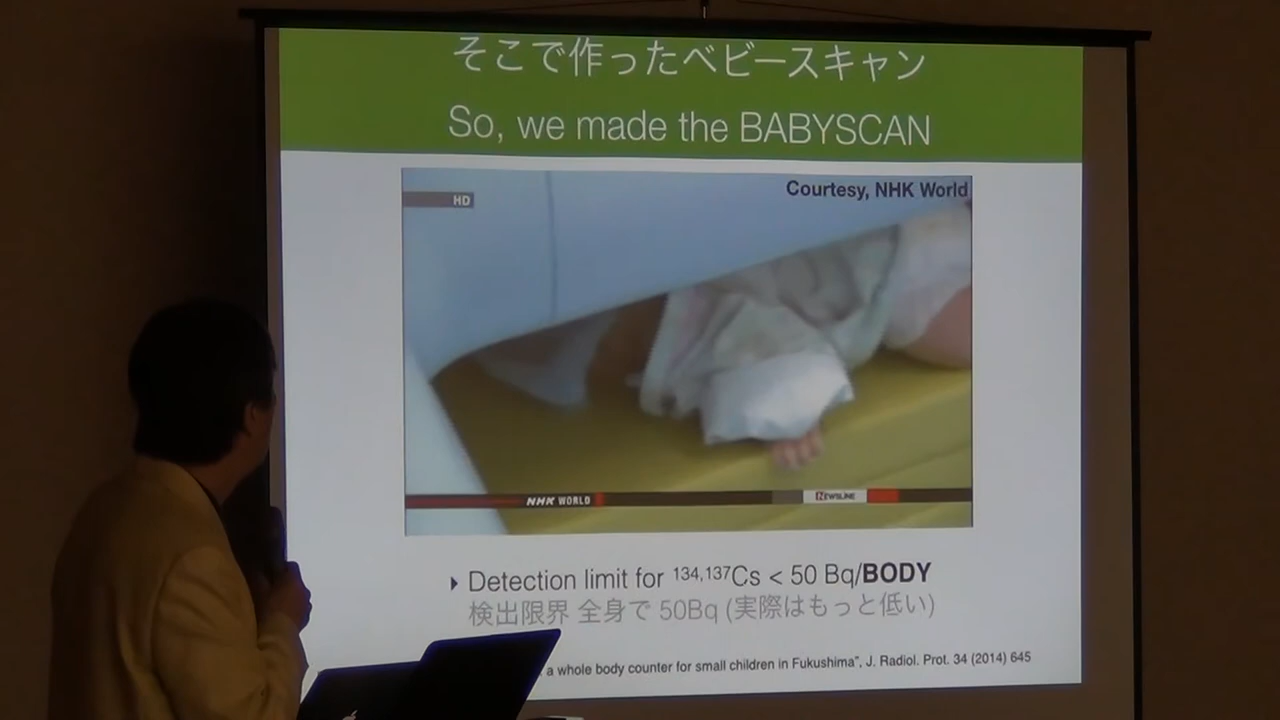 そこで作ったベビースキャン
So, we made the BABYSCAN
Courtesy, NHK World
HD
NHK WORLD
NEWSLINE
Detection limit for ¹³⁴,¹³⁷Cs < 50 Bq/BODY
検出限界 全身で 50Bq (実際はもっと低い)
a whole body counter for small children in Fukushima", J. Radiol. Prot. 34 (2014) 645